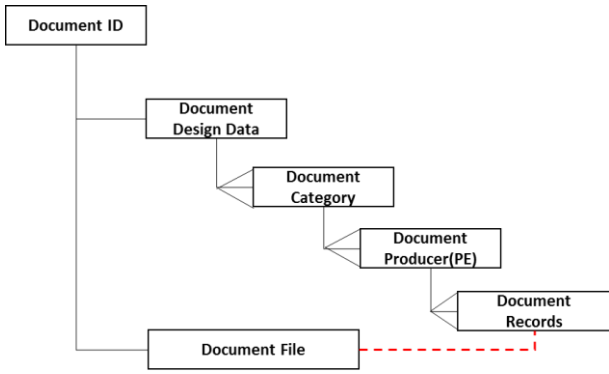 Document ID
Document
Design Data
Document
Category
Document
Producer(PE)
Document
Records
Document File